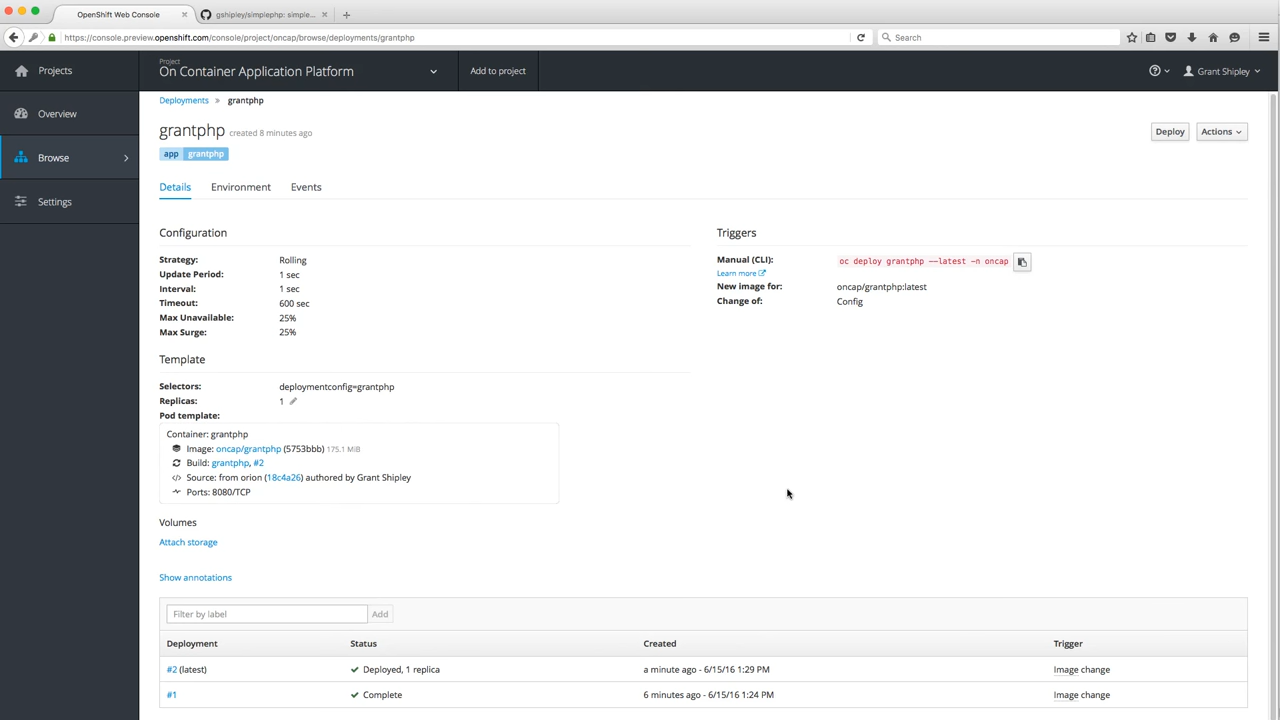 OpenShift Web Console
gshipley/simplephp: simple...
https://console.preview.openshift.com/console/project/oncap/browse/deployments/grantphp
Search
Projects
Project
On Container Application Platform
Add to project
Grant Shipley
Overview
Browse
Settings
Deployments » grantphp
grantphp created 8 minutes ago
Deploy
Actions
app grantphp
Details Environment Events
Configuration
Strategy: Rolling
Update Period: 1 sec
Interval: 1 sec
Timeout: 600 sec
Max Unavailable: 25%
Max Surge: 25%
Triggers
Manual (CLI): oc deploy grantphp --latest -n oncap
Learn more
New image for: oncap/grantphp:latest
Change of: Config
Template
Selectors: deploymentconfig=grantphp
Replicas: 1
Pod template:
Container: grantphp
Image: oncap/grantphp (5753bbb) 175.1 MiB
Build: grantphp, #2
Source: from orion (18c4a26) authored by Grant Shipley
Ports: 8080/TCP
Volumes
Attach storage
Show annotations
Filter by label Add
Deployment Status Created Trigger
#2 (latest) Deployed, 1 replica a minute ago - 6/15/16 1:29 PM Image change
#1 Complete 6 minutes ago - 6/15/16 1:24 PM Image change